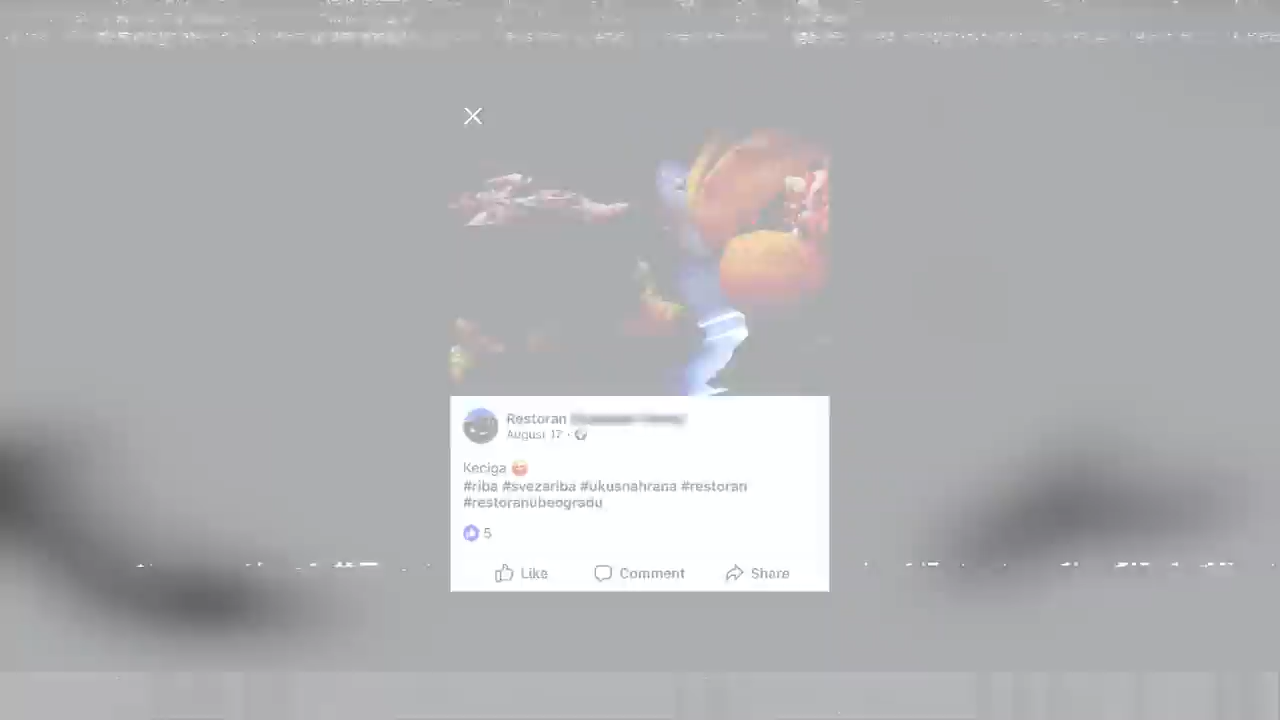 Restoran
August 17
Keciga
#riba #svezariba #ukusnahrana #restoran
#restoranubeogradu
5
Like Comment Share